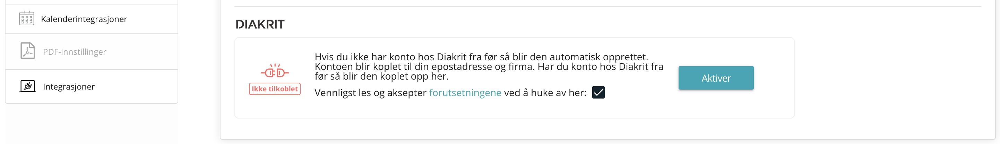 Kalenderintegrasjoner
PDF-innstillinger
Integrasjoner
DIAKRIT
Ikke tilkoblet
Hvis du ikke har konto hos Diakrit fra før så blir den automatisk opprettet.
Kontoen blir koplet til din epostadresse og firma. Har du konto hos Diakrit fra
før så blir den koplet opp her.
Vennligst les og aksepter forutsetningene ved å huke av her:
Aktiver